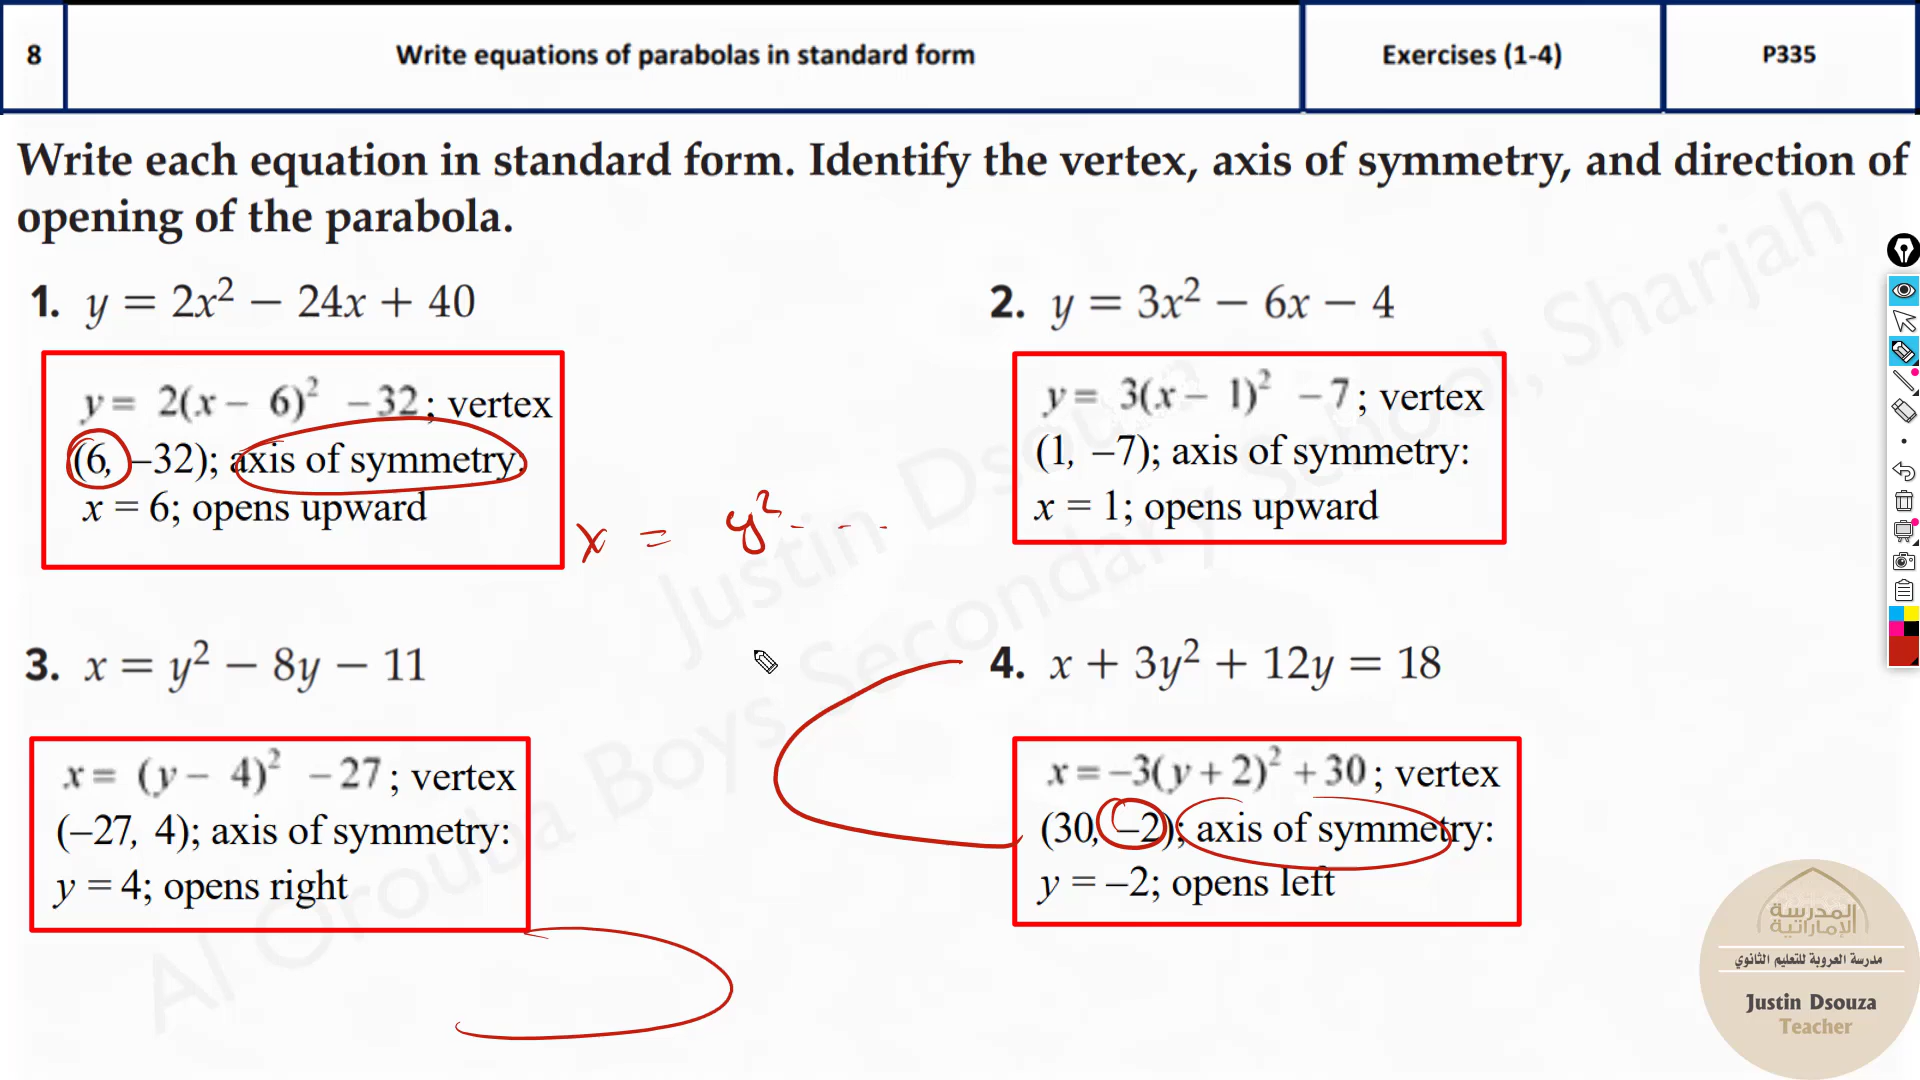 8 Write equations of parabolas in standard form Exercises (1-4) P335
Write each equation in standard form. Identify the vertex, axis of symmetry, and direction of
opening of the parabola.
1. y = 2x² − 24x + 40
y = 2(x − 6)² − 32; vertex
(6, −32); axis of symmetry:
x = 6; opens upward
2. y = 3x² − 6x − 4
y = 3(x − 1)² − 7; vertex
(1, −7); axis of symmetry:
x = 1; opens upward
x = y² - - -
3. x = y² − 8y − 11
x = (y − 4)² − 27; vertex
(−27, 4); axis of symmetry:
y = 4; opens right
4. x + 3y² + 12y = 18
x = −3(y + 2)² + 30; vertex
(30, −2); axis of symmetry:
y = −2; opens left
Justin Dsouza
Al Orouba Boys Secondary School, Sharjah
المدرسة
الإماراتية
مدرسة العروبة للتعليم الثانوي
Justin Dsouza
Teacher